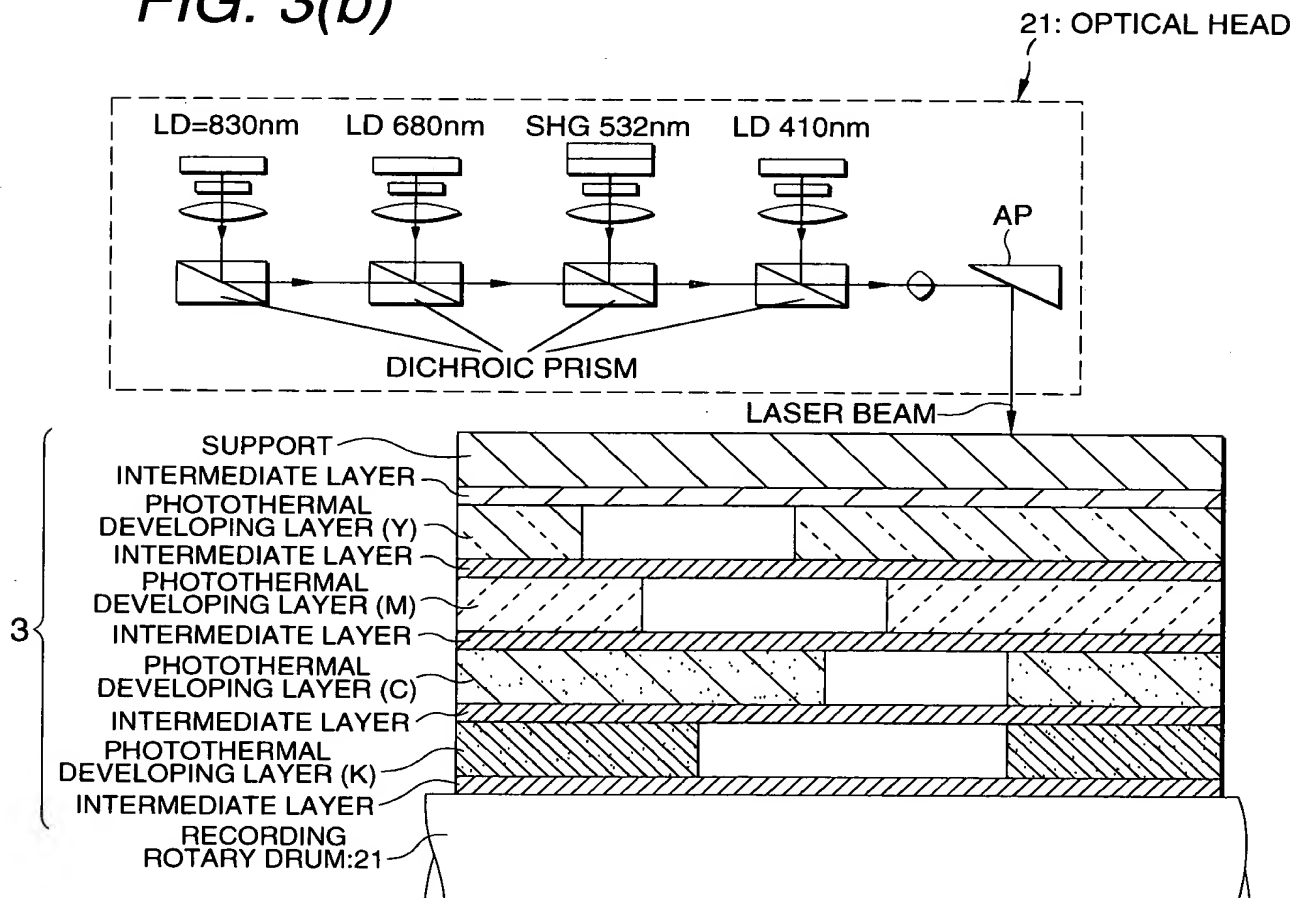 FIG. 3(b)
21: OPTICAL HEAD
LD=830nm LD 680nm SHG 532nm LD 410nm
AP
DICHROIC PRISM
LASER BEAM
3
SUPPORT
INTERMEDIATE LAYER
PHOTOTHERMAL
DEVELOPING LAYER (Y)
INTERMEDIATE LAYER
PHOTOTHERMAL
DEVELOPING LAYER (M)
INTERMEDIATE LAYER
PHOTOTHERMAL
DEVELOPING LAYER (C)
INTERMEDIATE LAYER
PHOTOTHERMAL
DEVELOPING LAYER (K)
INTERMEDIATE LAYER
RECORDING
ROTARY DRUM:21